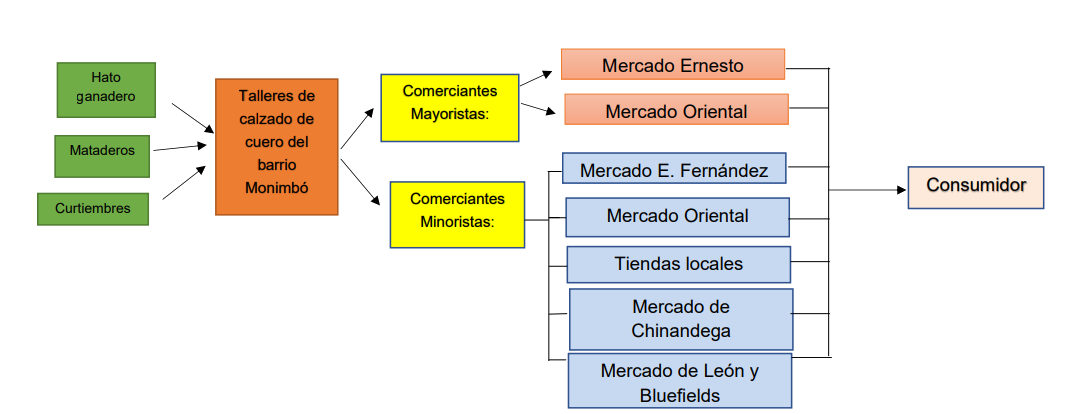 Hato
ganadero
Mataderos
Curtiembres
Talleres de
calzado de
cuero del
barrio
Monimbó
Comerciantes
Mayoristas:
Comerciantes
Minoristas:
Mercado Ernesto
Mercado Oriental
Mercado E. Fernández
Mercado Oriental
Tiendas locales
Mercado de
Chinandega
Mercado de León y
Bluefields
Consumidor